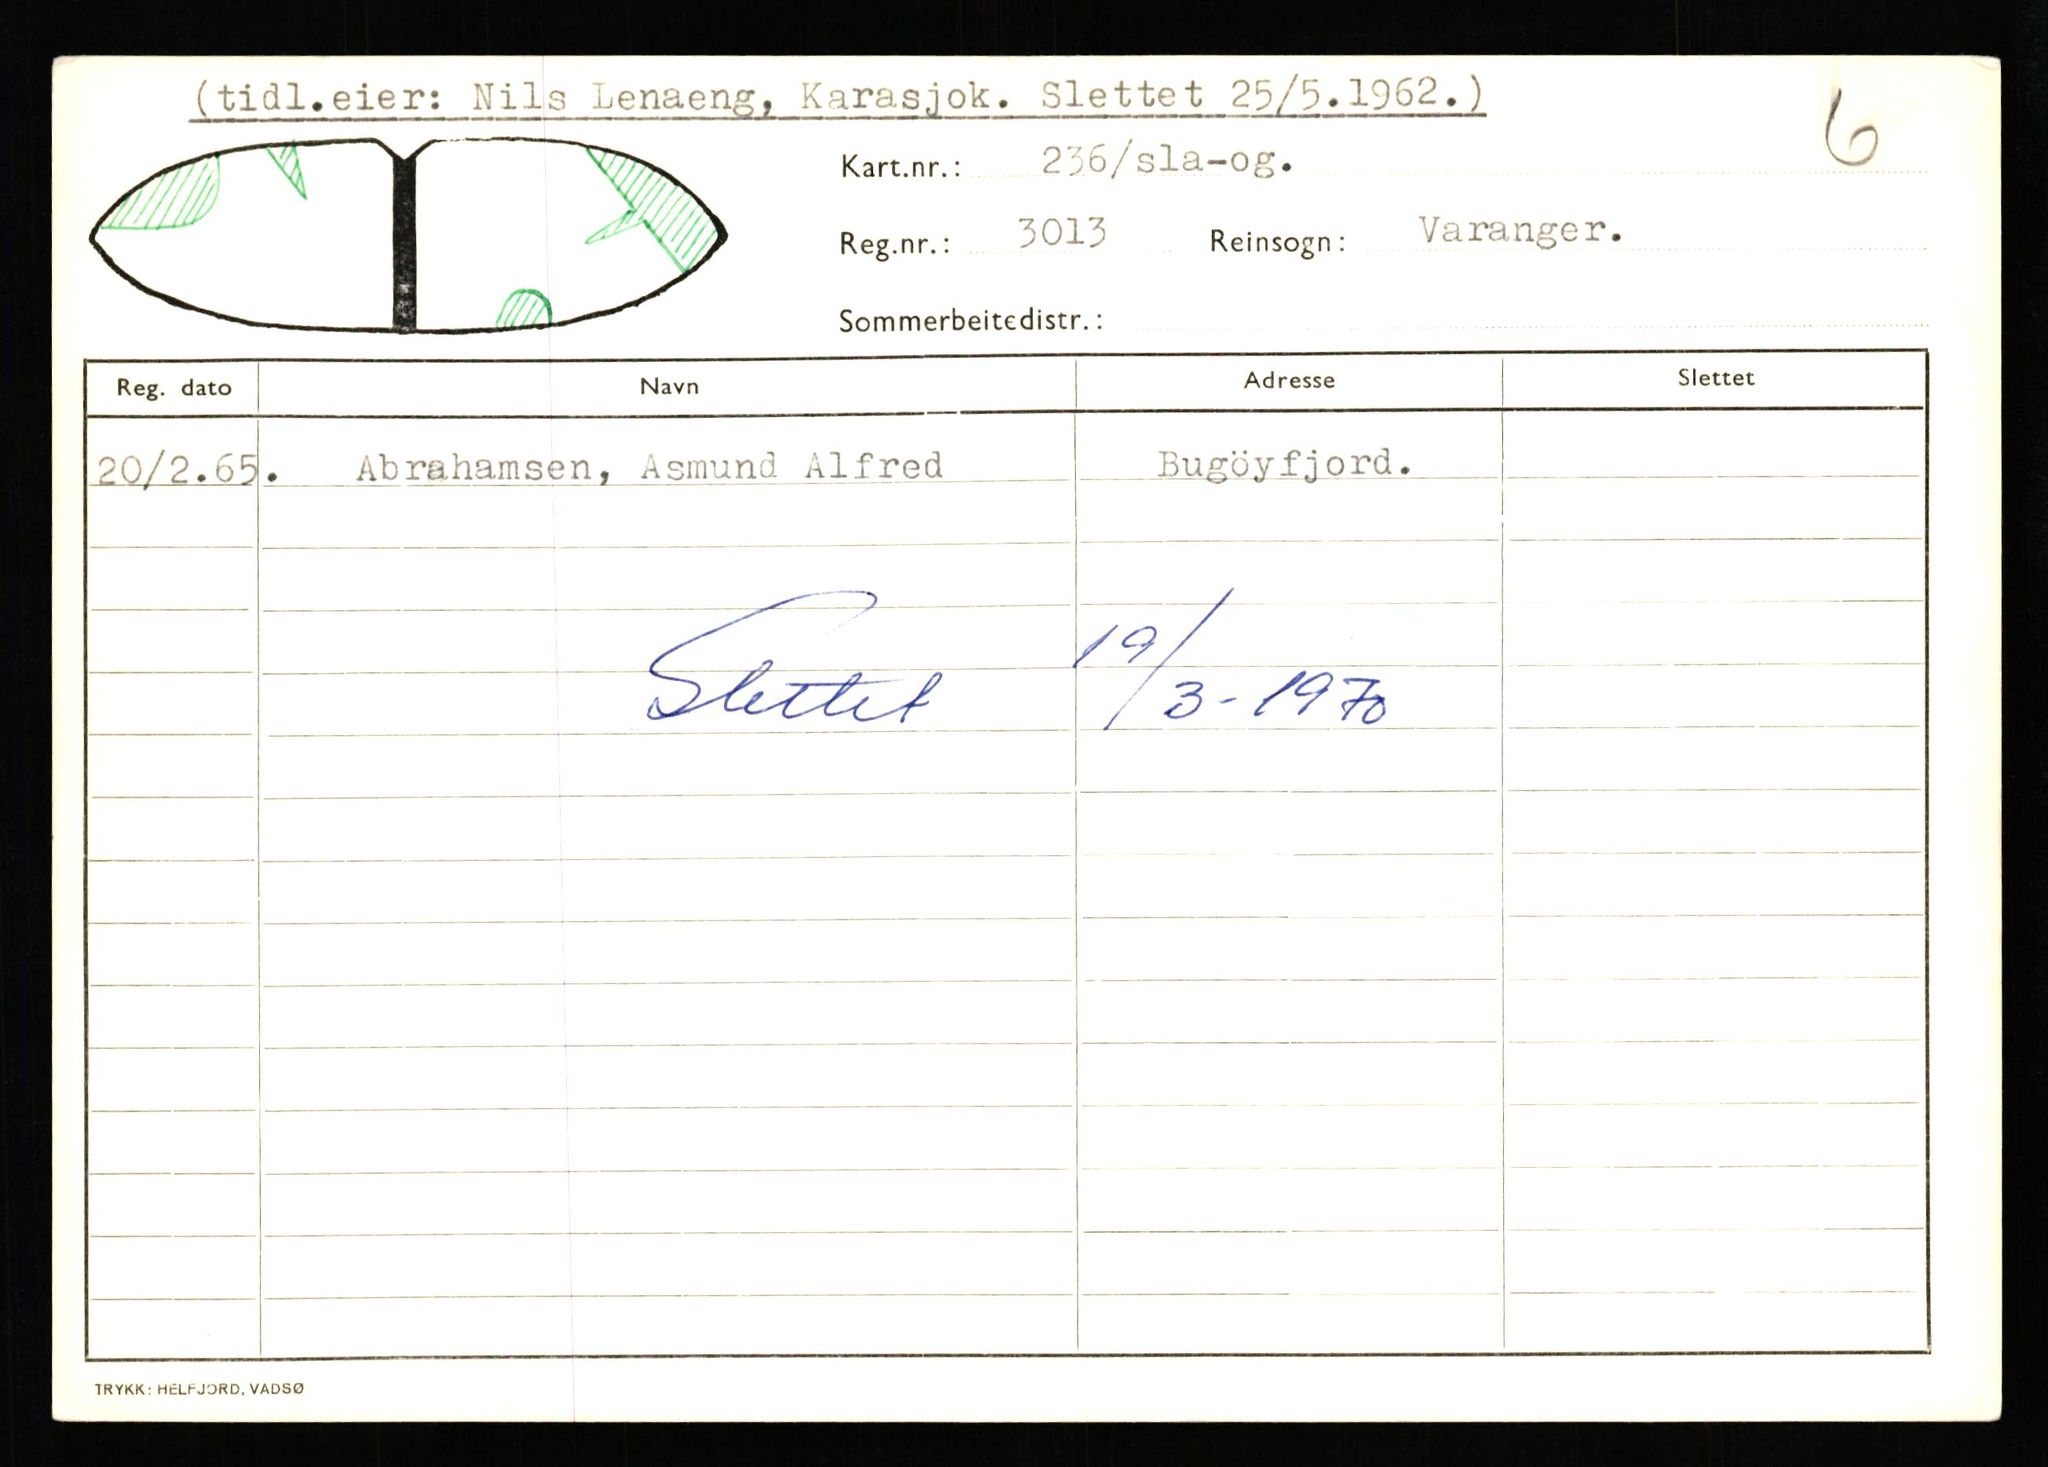 (tidl.eier: Nils Lenaeng, Karasjok. Slettet 25/5.1962.)
6
Kart.nr.: 236/sla-og.
Reg.nr.: 3013 Reinsogn: Varanger.
Sommerbeitedistr.:
Reg. dato Navn Adresse Slettet
20/2.65. Abrahamsen, Asmund Alfred Bugöyfjord.
Slettet 19/3-1970
TRYKK: HELFJORD, VADSØ